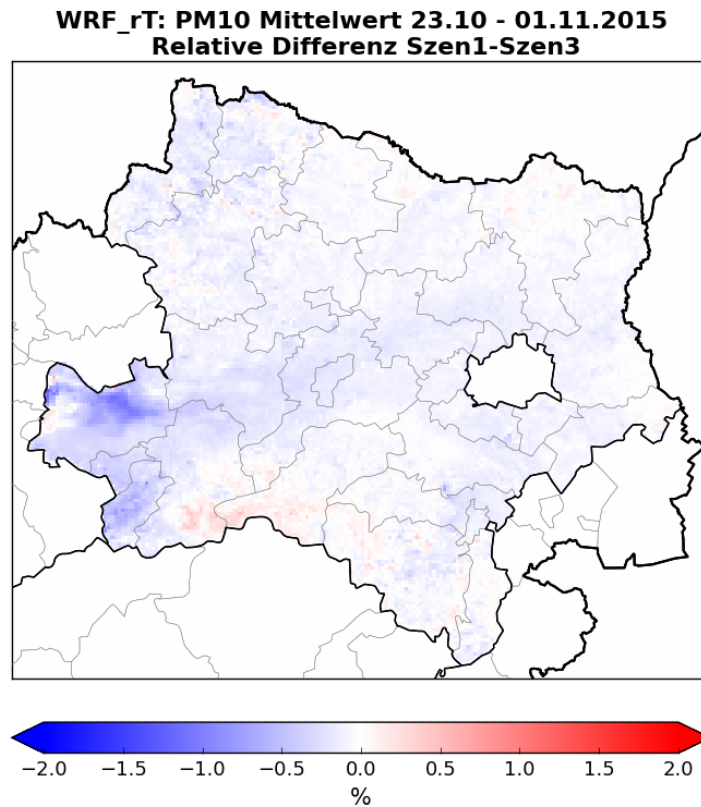 WRF_rT: PM10 Mittelwert 23.10 - 01.11.2015
Relative Differenz Szen1-Szen3
−2.0 −1.5 −1.0 −0.5 0.0 0.5 1.0 1.5 2.0
%